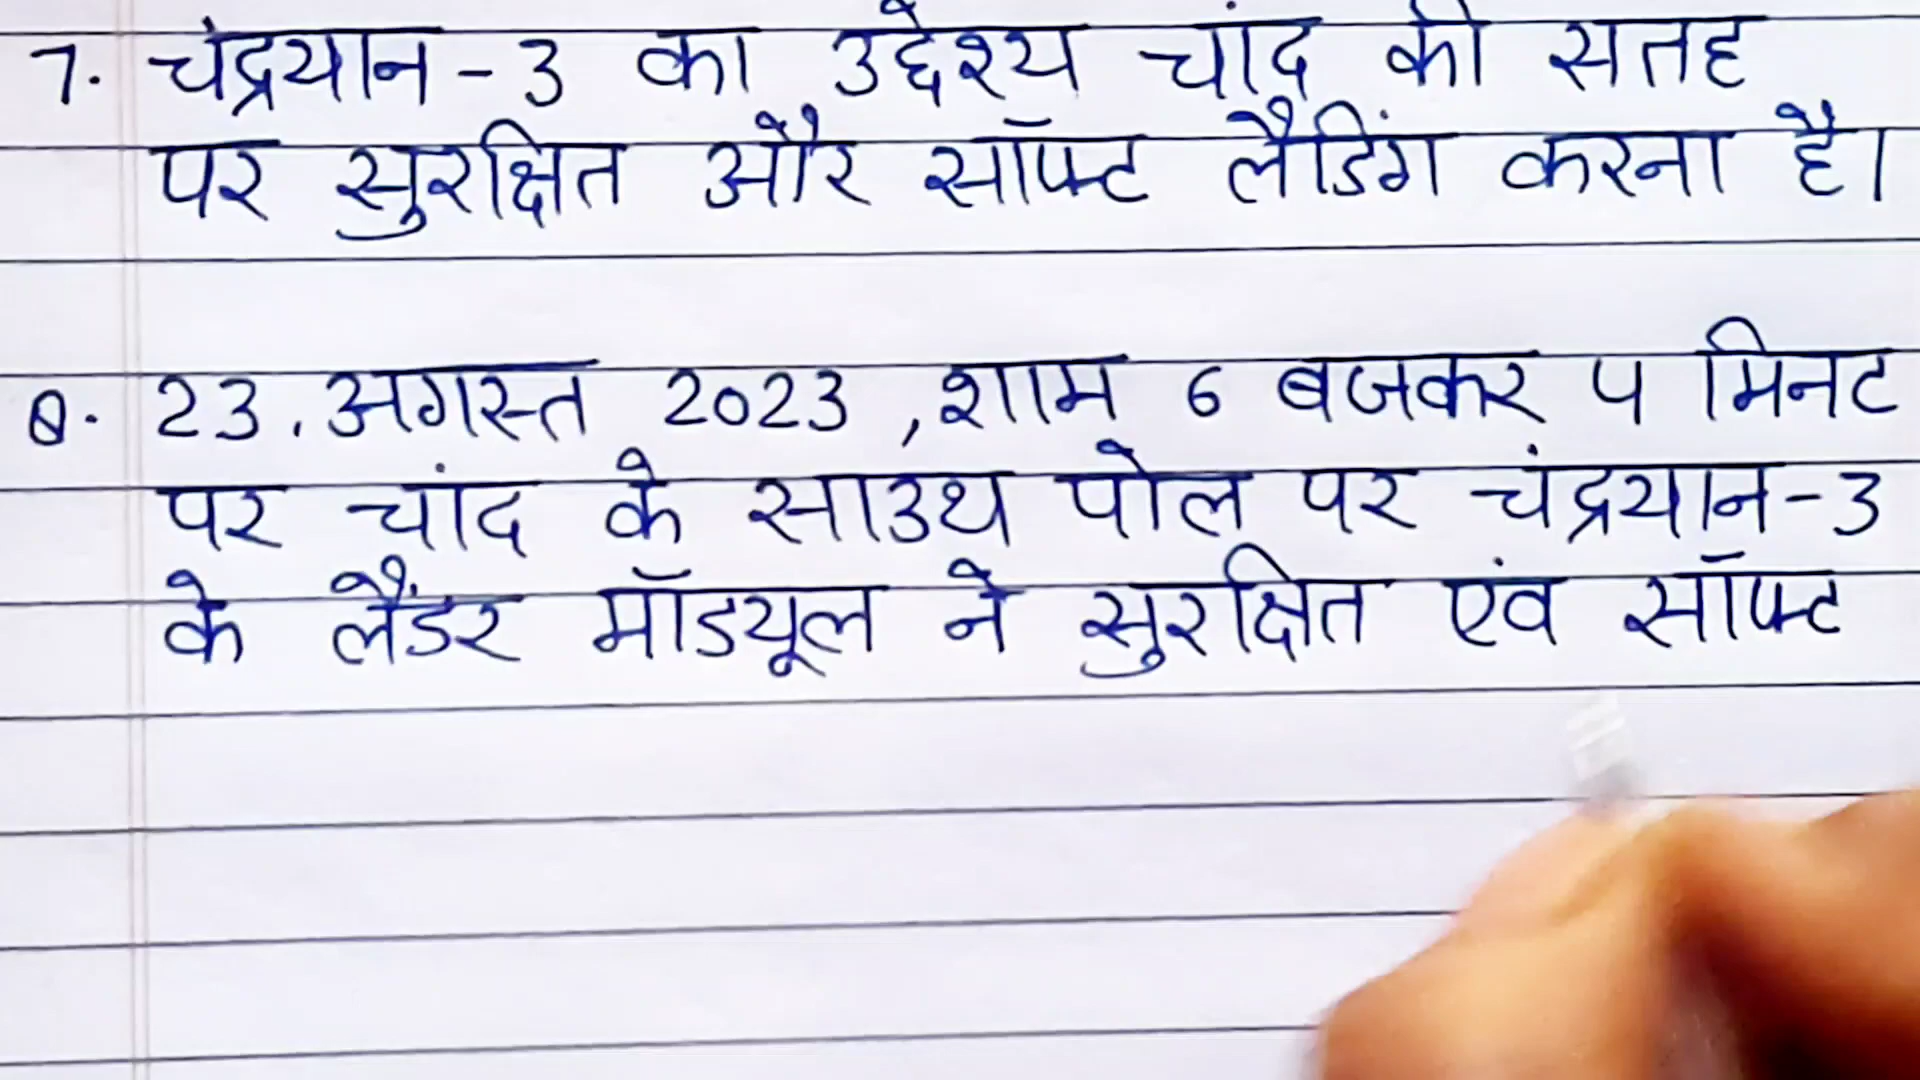 7. चंद्रयान-3 का उद्देश्य चांद की सतह
पर सुरक्षित और सॉफ्ट लैडिंग करना है।
8. 23.अगस्त 2023 ,शाम 6 बजकर 4 मिनट
पर चांद के साउथ पोल पर चंद्रयान-3
के लैंडर मॉडयूल ने सुरक्षित एंव सॉफ्ट